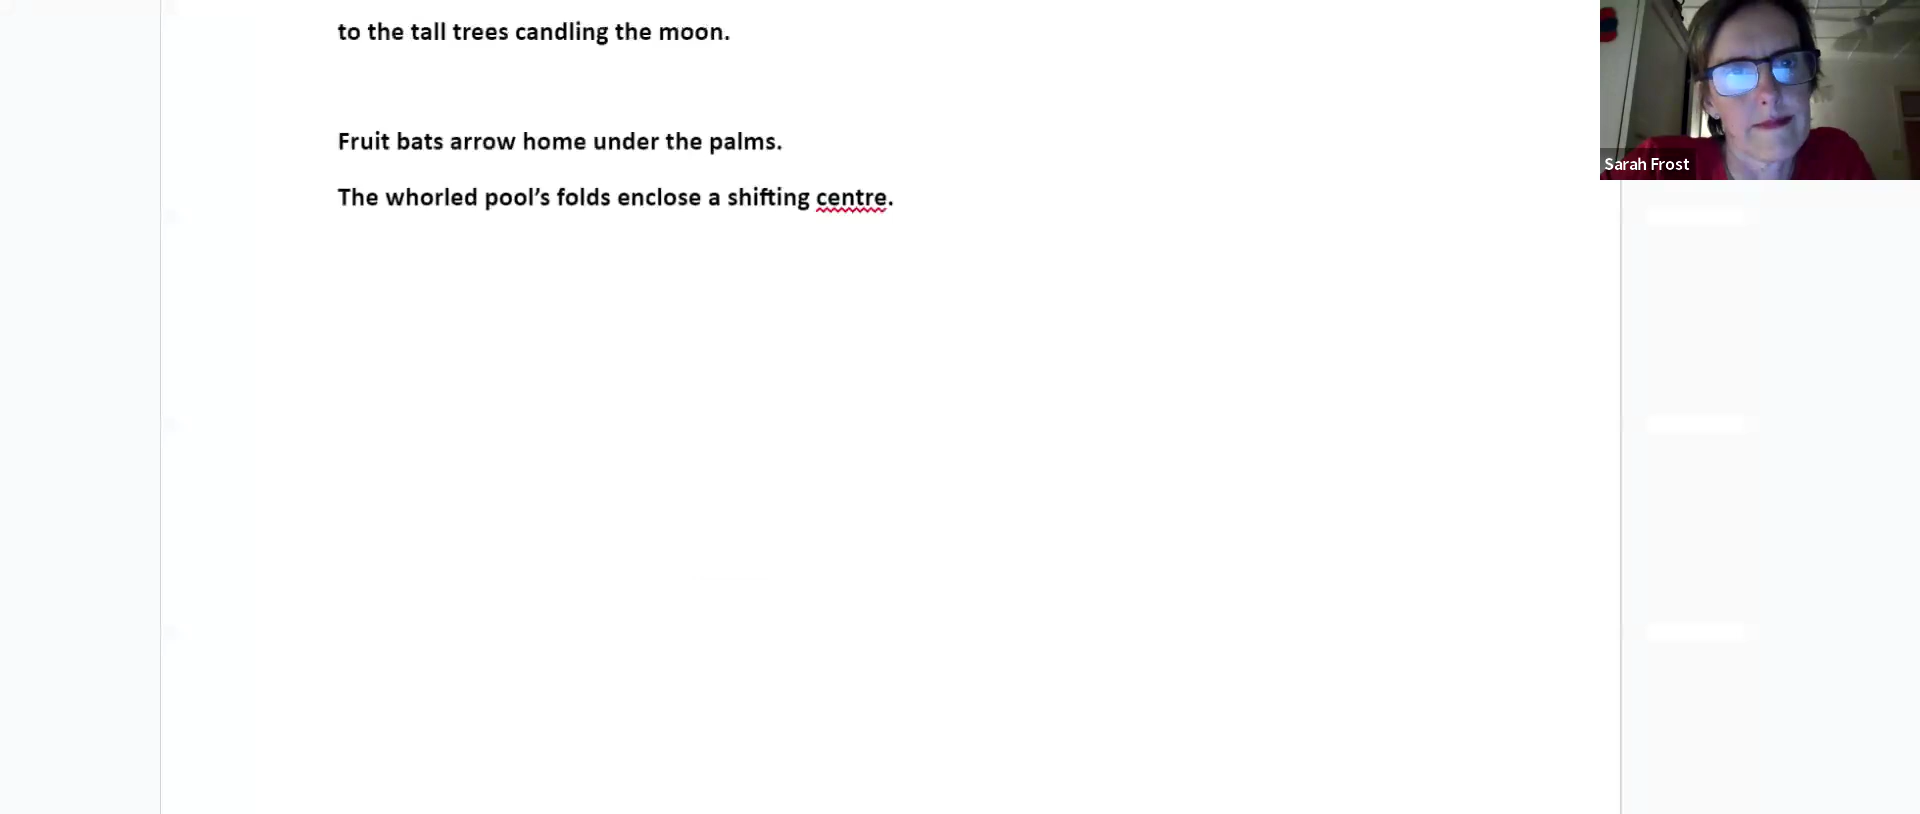 to the tall trees candling the moon.
Fruit bats arrow home under the palms.
The whorled pool’s folds enclose a shifting centre.
Sarah Frost